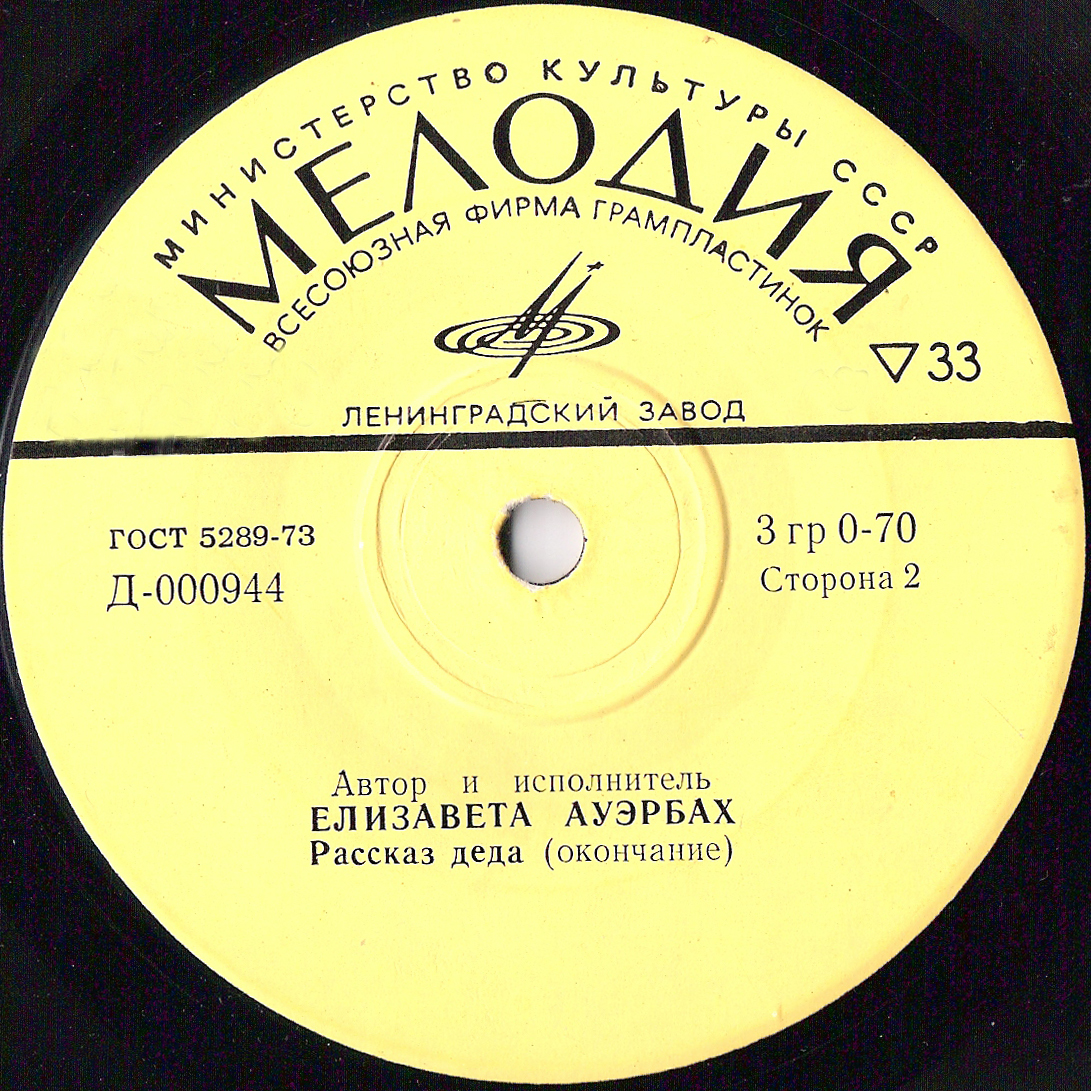 МИНИСТЕРСТВО КУЛЬТУРЫ СССР
МЕЛОДИЯ
ВСЕСОЮЗНАЯ ФИРМА ГРАМПЛАСТИНОК
▽33
ЛЕНИНГРАДСКИЙ ЗАВОД
ГОСТ 5289-73
Д-000944
3 гр 0-70
Сторона 2
Автор и исполнитель
ЕЛИЗАВЕТА АУЭРБАХ
Рассказ деда (окончание)